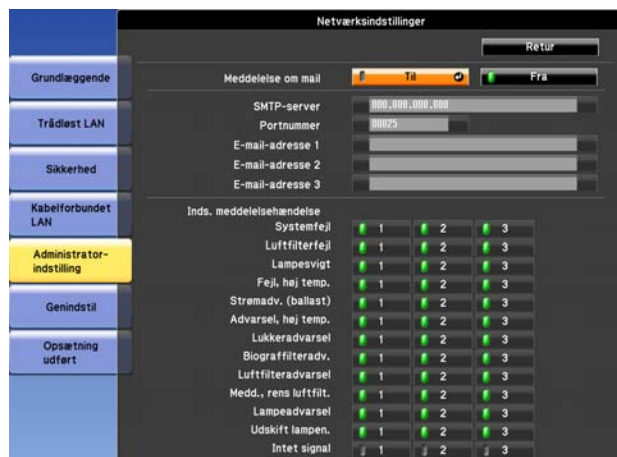 Netværksindstillinger
Retur
Grundlæggende
Trådløst LAN
Sikkerhed
Kabelforbundet
LAN
Administrator-
indstilling
Genindstil
Opsætning
udført
Meddelelse om mail Til Fra
SMTP-server 000.000.000.000
Portnummer 00025
E-mail-adresse 1
E-mail-adresse 2
E-mail-adresse 3
Inds. meddelelsehændelse
Systemfejl 1 2 3
Luftfilterfejl 1 2 3
Lampesvigt 1 2 3
Fejl, høj temp. 1 2 3
Strømadv. (ballast) 1 2 3
Advarsel, høj temp. 1 2 3
Lukkeradvarsel 1 2 3
Biograffilteradv. 1 2 3
Luftfilteradvarsel 1 2 3
Medd., rens luftfilt. 1 2 3
Lampeadvarsel 1 2 3
Udskift lampen. 1 2 3
Intet signal 1 2 3